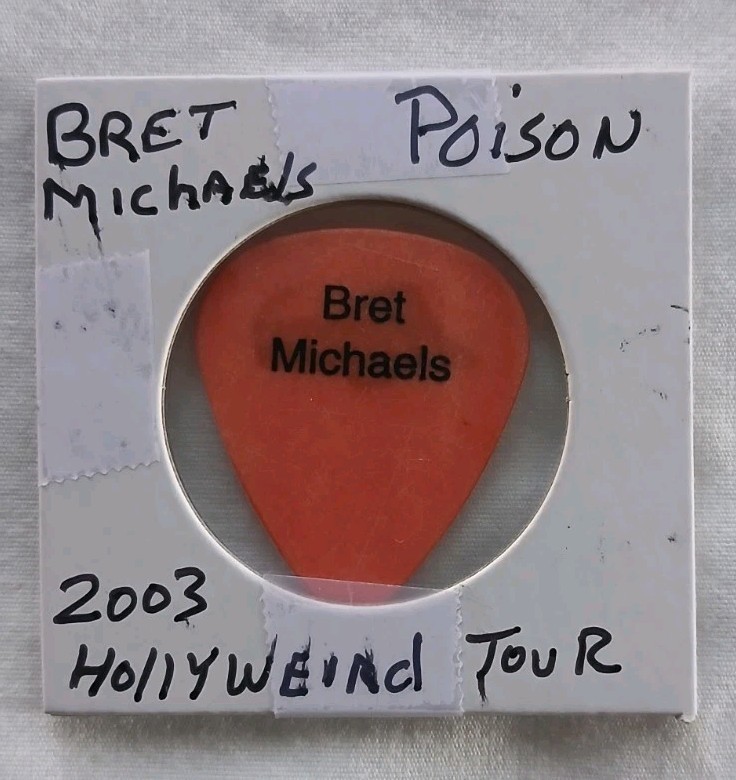 BRET POiSON
MIChAElS
Bret
Michaels
2003
HollYWEIRd TOUR